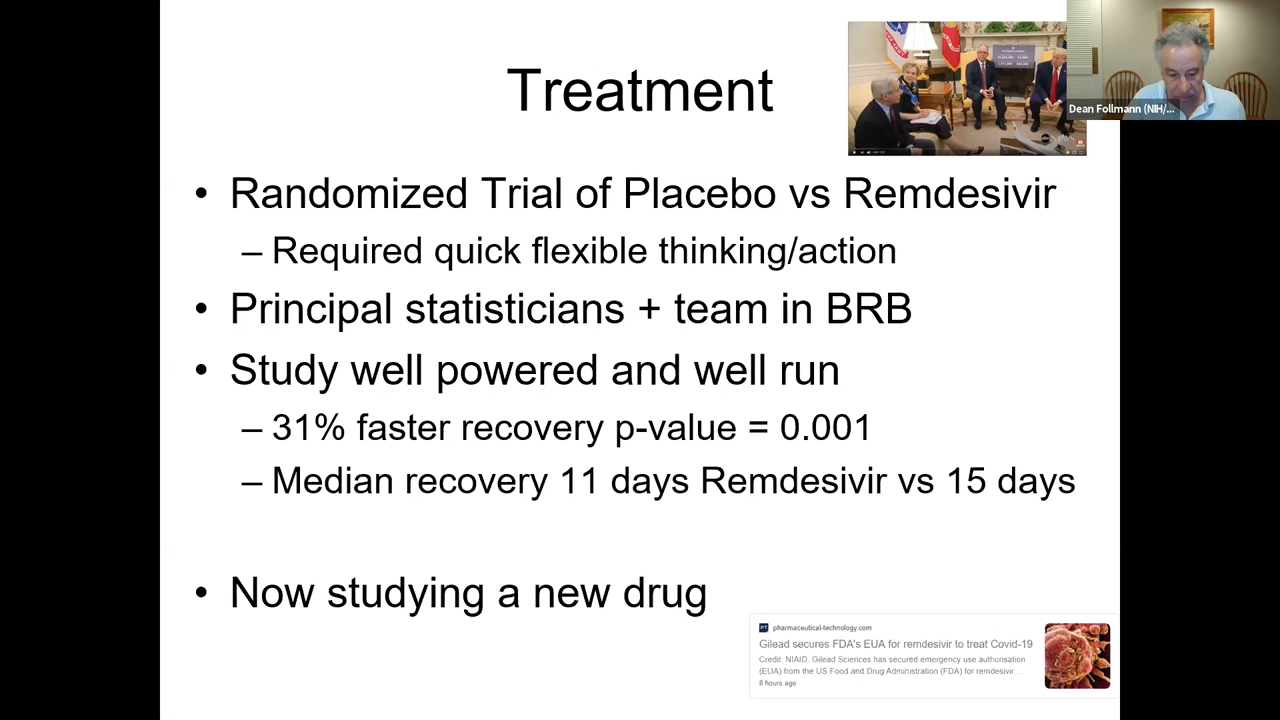 Treatment
Dean Follmann (NIH/...
• Randomized Trial of Placebo vs Remdesivir
– Required quick flexible thinking/action
• Principal statisticians + team in BRB
• Study well powered and well run
– 31% faster recovery p-value = 0.001
– Median recovery 11 days Remdesivir vs 15 days
• Now studying a new drug
PT pharmaceutical-technology.com
Gilead secures FDA's EUA for remdesivir to treat Covid-19
Credit: NIAID. Gilead Sciences has secured emergency use authorisation
(EUA) from the US Food and Drug Administration (FDA) for remdesivir ...
8 hours ago